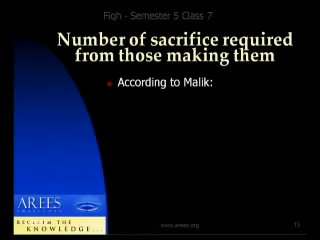 Fiqh - Semester 5 Class 7
Number of sacrifice required
from those making them
According to Malik:
AREES
RECLAIM THE
KNOWLEDGE...
www.arees.org
13